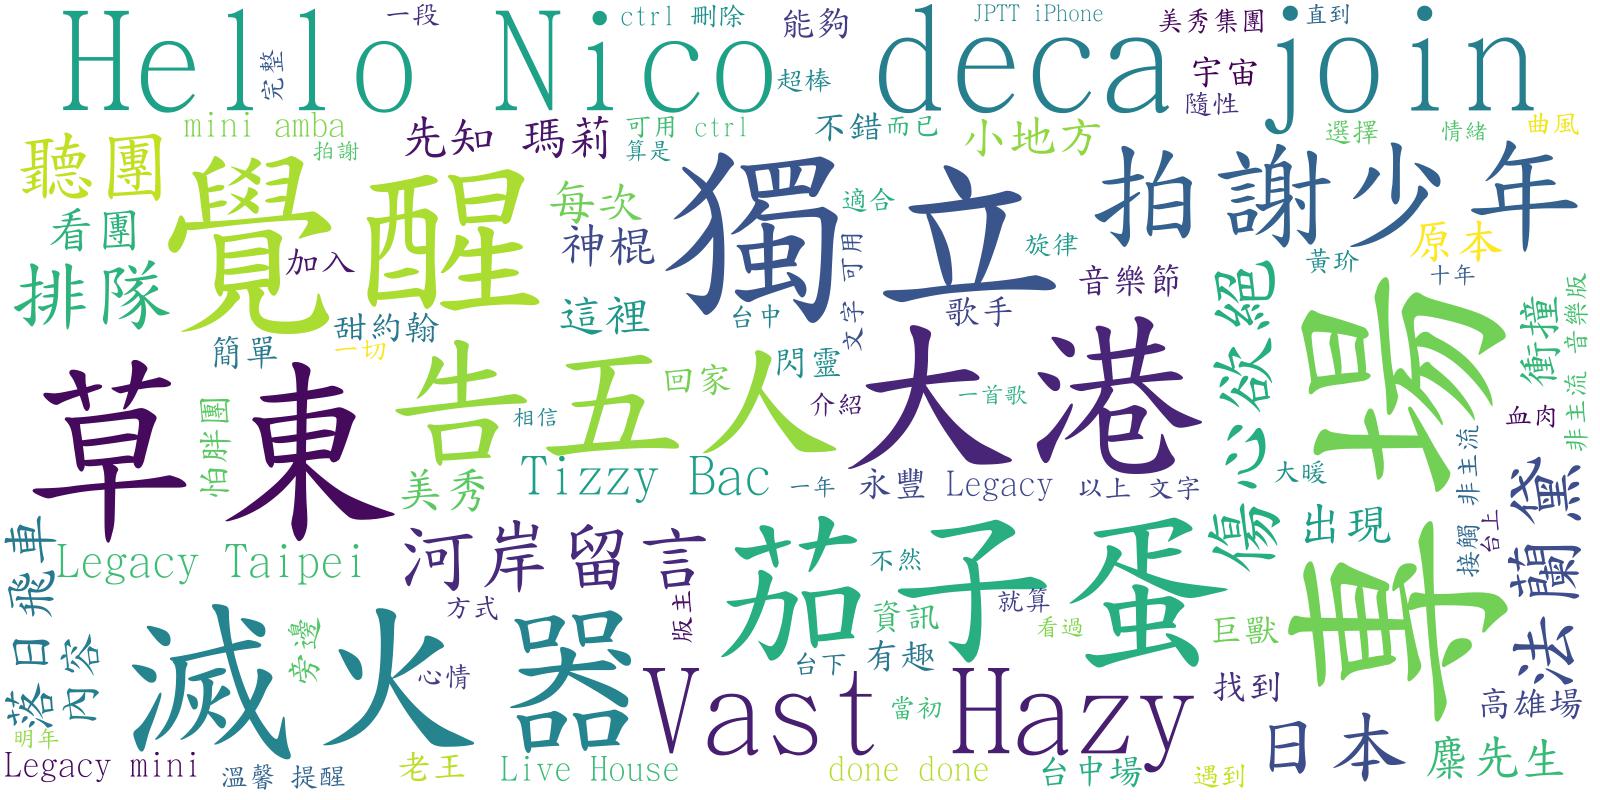 Hello Nico
deca join
一段
ctrl 刪除
能夠
JPTT iPhone
美秀集團
直到
完整
超棒
宇宙
隨性
mini amba
拍謝
先知 瑪莉
可用 ctrl
算是
不錯
而已
小地方
選擇
情緒
曲風
聽團
覺醒
看團
加入
排隊
每次
神棍
獨立
適合
可用
文字
拍謝少年
旋律
原本
黃玠
十年
音樂節
這裡
台中
歌手
甜約翰
一切
簡單
傷心欲絕
專場
衝撞
音樂版
非主流
血肉
草東
怕胖團
告五人
相信
回家
閃靈
介紹
大港
一首歌
美秀
Tizzy Bac
一年
永豐 Legacy
以上 文字
大暖
非主流
接觸
台上
法蘭黛
出現
落日飛車
Legacy Taipei
河岸留言
方式
版主
茄子蛋
不然
資訊
就算
看過
巨獸
內容
滅火器
旁邊
心情
台下
有趣
Vast Hazy
當初
找到
高雄場
明年
Legacy mini
溫馨 提醒
老王
Live House
done done
台中場
遇到
日本
麋先生